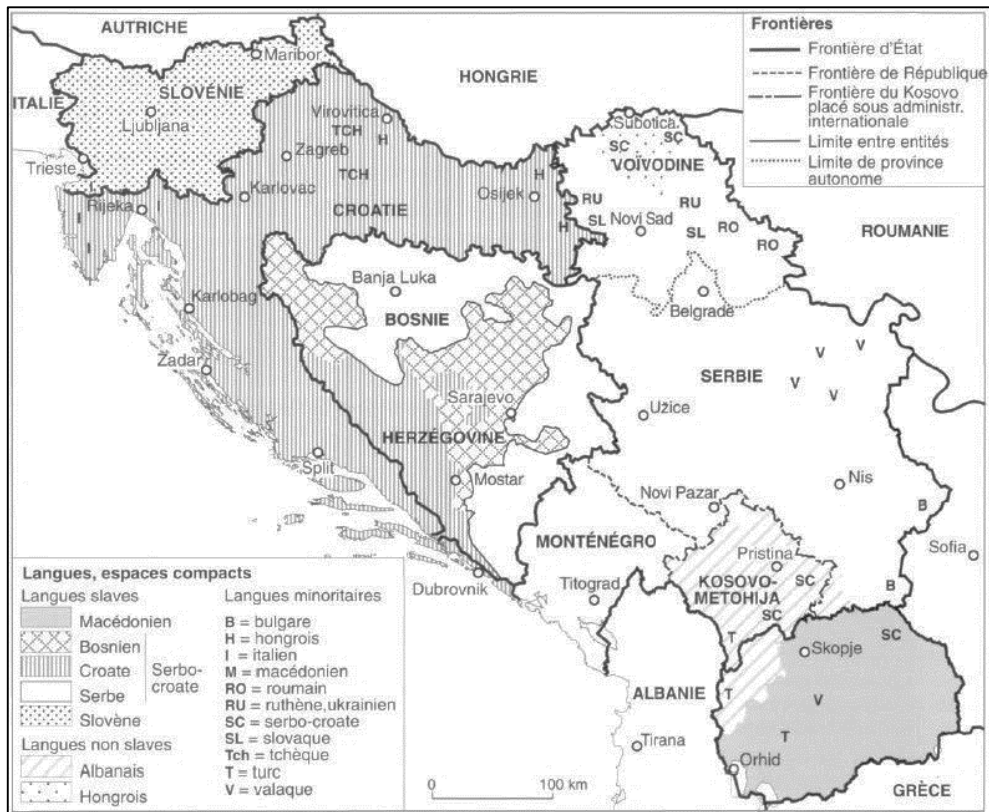 AUTRICHE
Maribor
SLOVÉNIE
HONGRIE
ITALIE
Ljubljana
Virovitica
TCH
H
Trieste
Zagreb
TCH
Rijeka
I
Karlovac
CROATIE
Osijek
H
H
I
I
Subotica
SC
SC
VOÏVODINE
RU
RU
SL
Novi Sad
SL
RO
RO
ROUMANIE
Banja Luka
BOSNIE
Belgrade
Karlobag
Zadar
SERBIE
V
V
V
V
Sarajevo
Užice
HERZÉGOVINE
Split
Mostar
Novi Pazar
Nis
B
Sofia
MONTÉNÉGRO
Pristina
KOSOVO-
METOHIJA
SC
SC
B
Dubrovnik
Titograd
T
SC
Skopje
ALBANIE
T
V
T
Tirana
Orhid
GRÈCE
0 100 km
Frontières
Frontière d'État
Frontière de République
Frontière du Kosovo
placé sous administr.
internationale
Limite entre entités
Limite de province
autonome
Langues, espaces compacts
Langues slaves
Macédonien
Bosnien
Croate
Serbo-
croate
Serbe
Slovène
Langues non slaves
Albanais
Hongrois
Langues minoritaires
B = bulgare
H = hongrois
I = italien
M = macédonien
RO = roumain
RU = ruthène,ukrainien
SC = serbo-croate
SL = slovaque
Tch = tchèque
T = turc
V = valaque